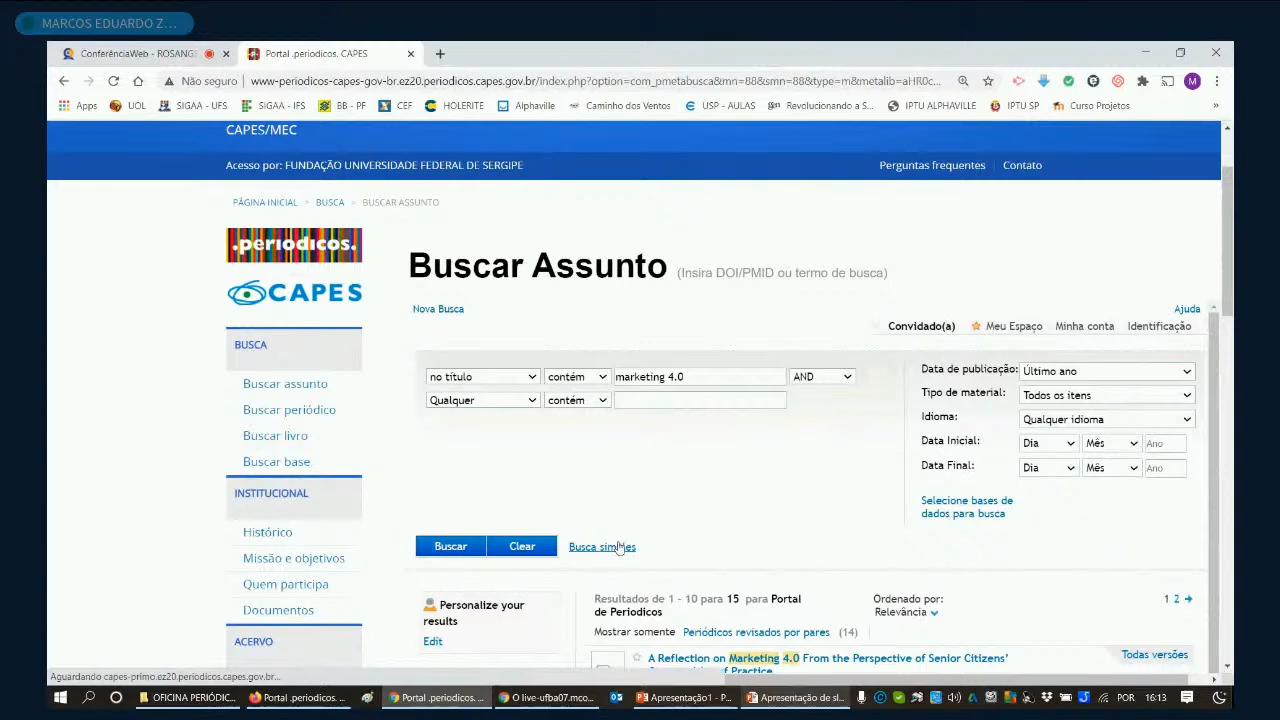 MARCOS EDUARDO Z...
ConferênciaWeb - ROSANG
Portal .periodicos. CAPES
Não seguro
www-periodicos-capes-gov-br.ez20.periodicos.capes.gov.br/index.php?option=com_pmetabusca&mn=88&smn=88&type=m&metalib=aHR0c...
M
Apps UOL SIGAA - UFS SIGAA - IFS BB - PF CEF HOLERITE Alphaville Caminho dos Ventos USP - AULAS Revolucionando a S... IPTU ALPHAVILLE IPTU SP Curso Projetos
CAPES/MEC
Acesso por: FUNDAÇÃO UNIVERSIDADE FEDERAL DE SERGIPE
Perguntas frequentes Contato
PÁGINA INICIAL > BUSCA > BUSCAR ASSUNTO
.periodicos.
CAPES
Buscar Assunto (Insira DOI/PMID ou termo de busca)
Nova Busca
Ajuda
Convidado(a) Meu Espaço Minha conta Identificação
no título contém marketing 4.0 AND
Qualquer contém
Data de publicação: Último ano
Tipo de material: Todos os itens
Idioma: Qualquer idioma
Data Inicial: Dia Mês Ano
Data Final: Dia Mês Ano
Selecione bases de
dados para busca
Buscar Clear Busca simples
BUSCA
Buscar assunto
Buscar periódico
Buscar livro
Buscar base
INSTITUCIONAL
Histórico
Missão e objetivos
Quem participa
Documentos
ACERVO
Personalize your
results
Edit
Resultados de 1 - 10 para 15 para Portal
de Periodicos
Ordenado por:
Relevância
1 2
Mostrar somente Periódicos revisados por pares (14)
A Reflection on Marketing 4.0 From the Perspective of Senior Citizens'
Todas versões
Aguardando capes-primo.ez20.periodicos.capes.gov.br...
OFICINA PERIÓDIC... Portal .periodicos. ... Portal .periodicos. ... O live-ufba07.moc... Apresentação1 - P... Apresentação de sl... POR 16:13